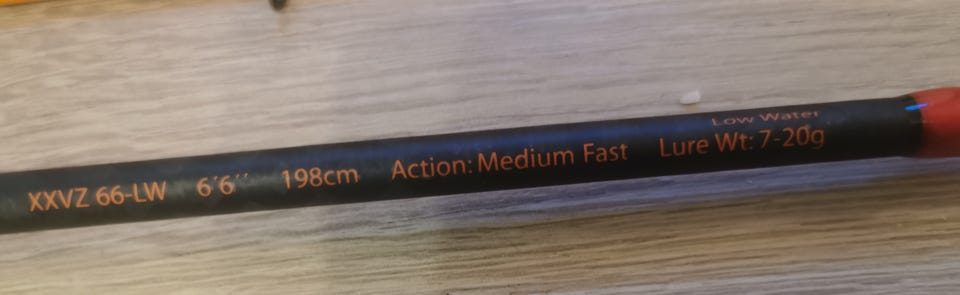 Low Water
XXVZ 66-LW 6´6´´ 198cm Action: Medium Fast Lure Wt: 7-20g